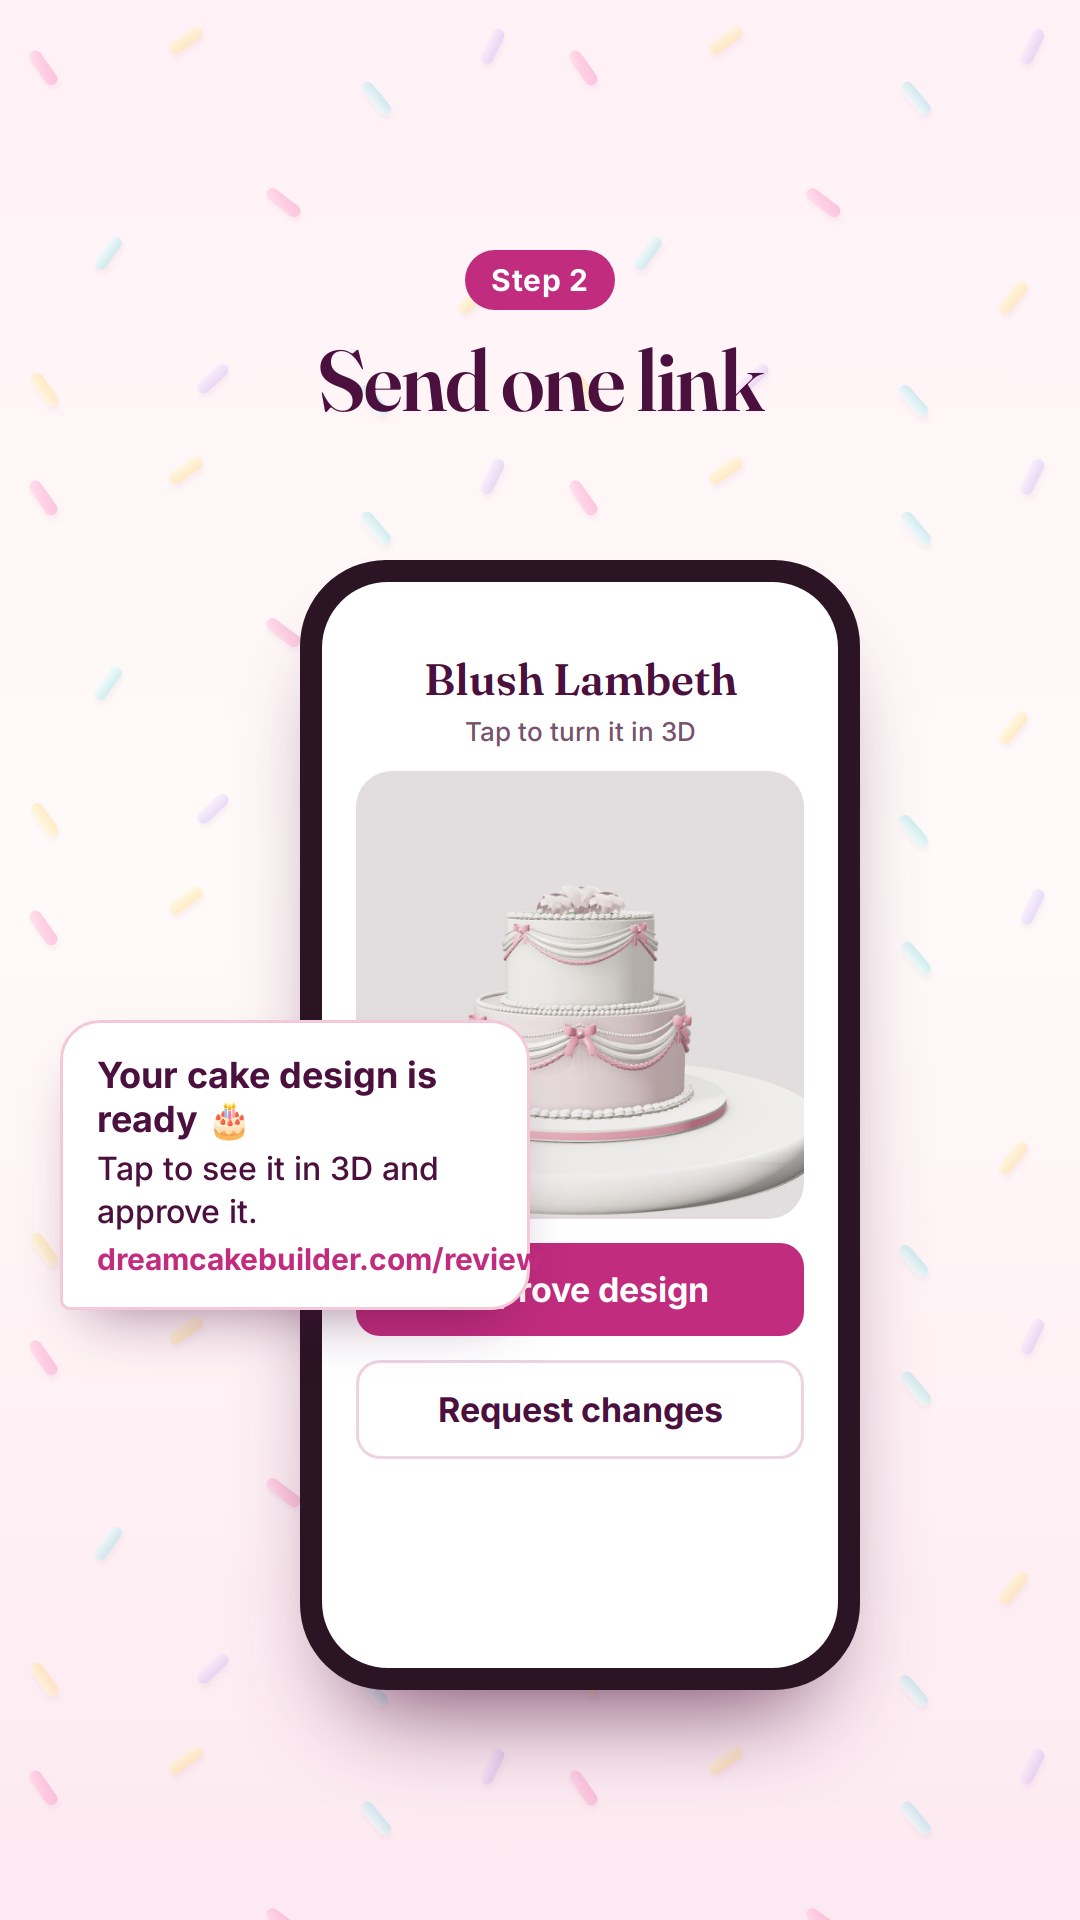 Step 2
Send one link
Blush Lambeth
Tap to turn it in 3D
Your cake design is
ready 🎂
Tap to see it in 3D and
approve it.
dreamcakebuilder.com/review
rove design
Request changes